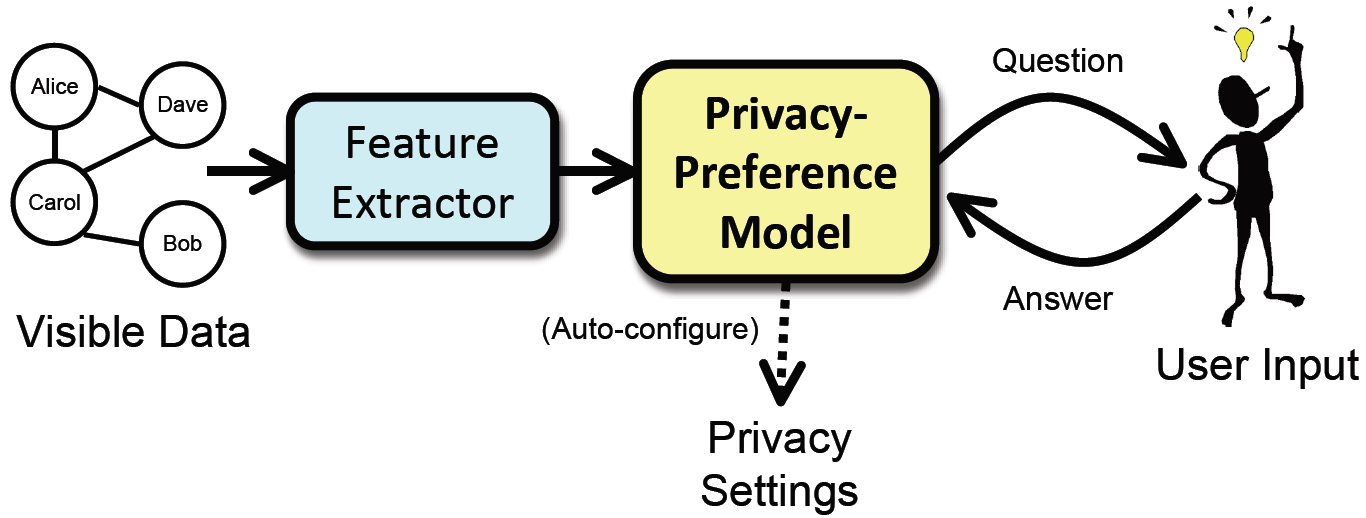 Alice
Dave
Carol
Bob
Visible Data
Feature
Extractor
Privacy-
Preference
Model
(Auto-configure)
Privacy
Settings
Question
Answer
User Input